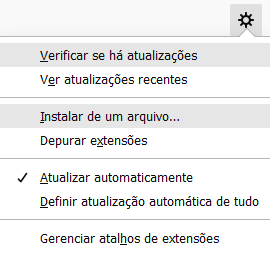 Verificar se há atualizações
Ver atualizações recentes
Instalar de um arquivo...
Depurar extensões
Atualizar automaticamente
Definir atualização automática de tudo
Gerenciar atalhos de extensões